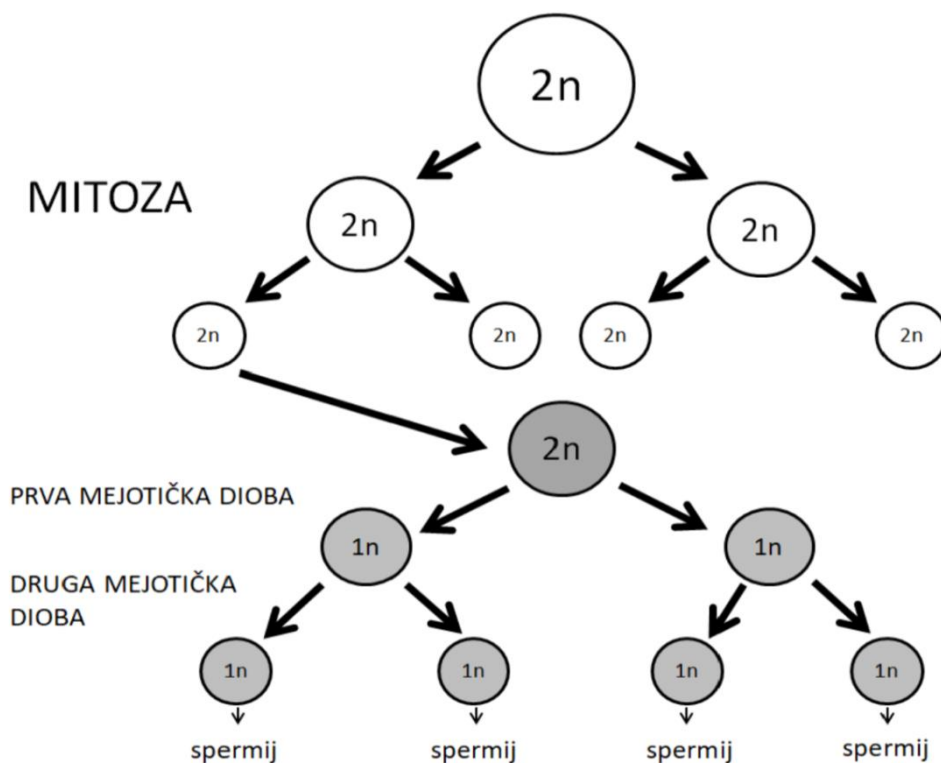 2n
MITOZA
2n
2n
2n
2n
2n
2n
2n
PRVA MEJOTIČKA DIOBA
1n
1n
DRUGA MEJOTIČKA
DIOBA
1n
1n
1n
1n
spermij
spermij
spermij
spermij